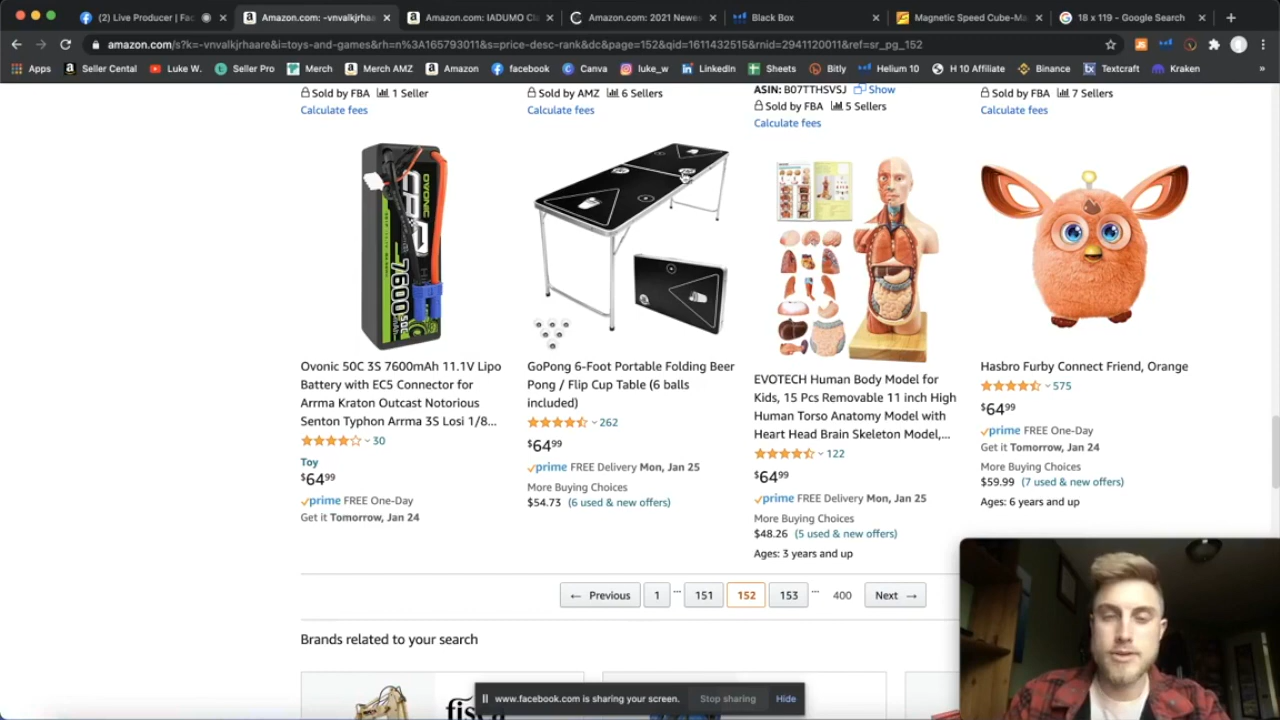 (2) Live Producer | Fac
Amazon.com: -vnvalkjrhaa
Amazon.com: IADUMO Cl
Amazon.com: 2021 Newes
Black Box
Magnetic Speed Cube-Ma
18 x 119 - Google Search
amazon.com/s?k=-vnvalkjrhaare&i=toys-and-games&rh=n%3A165793011&s=price-desc-rank&dc&page=152&qid=1611432515&rnid=2941120011&ref=sr_pg_152
Apps
Seller Cental
Luke W.
Seller Pro
Merch
Merch AMZ
Amazon
facebook
Canva
luke_w
LinkedIn
Sheets
Bitly
Helium 10
H 10 Affiliate
Binance
Textcraft
Kraken
»
Sold by FBA 1 Seller
Calculate fees
Sold by AMZ 6 Sellers
Calculate fees
ASIN: B07TTHSVSJ Show
Sold by FBA 5 Sellers
Calculate fees
Sold by FBA 7 Sellers
Calculate fees
OVONIC
7600
50C
Ovonic 50C 3S 7600mAh 11.1V Lipo
Battery with EC5 Connector for
Arrma Kraton Outcast Notorious
Senton Typhon Arrma 3S Losi 1/8...
30
Toy
$64.99
prime FREE One-Day
Get it Tomorrow, Jan 24
GoPong 6-Foot Portable Folding Beer
Pong / Flip Cup Table (6 balls
included)
262
$64.99
prime FREE Delivery Mon, Jan 25
More Buying Choices
$54.73 (6 used & new offers)
EVOTECH Human Body Model for
Kids, 15 Pcs Removable 11 inch High
Human Torso Anatomy Model with
Heart Head Brain Skeleton Model,...
122
$64.99
prime FREE Delivery Mon, Jan 25
More Buying Choices
$48.26 (5 used & new offers)
Ages: 3 years and up
Hasbro Furby Connect Friend, Orange
575
$64.99
prime FREE One-Day
Get it Tomorrow, Jan 24
More Buying Choices
$59.99 (7 used & new offers)
Ages: 6 years and up
← Previous 1 ... 151 152 153 ... 400 Next →
Brands related to your search
www.facebook.com is sharing your screen. Stop sharing Hide